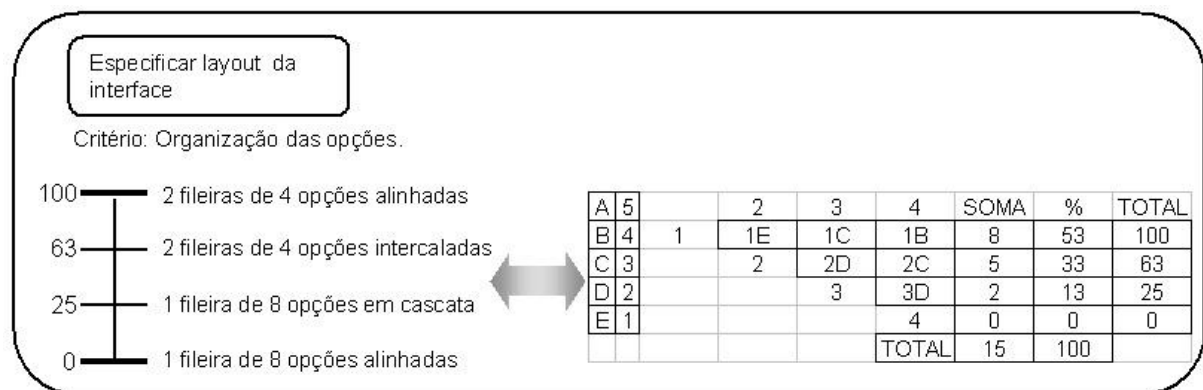 Especificar layout da
interface
Critério: Organização das opções.
100 2 fileiras de 4 opções alinhadas
63 2 fileiras de 4 opções intercaladas
25 1 fileira de 8 opções em cascata
0 1 fileira de 8 opções alinhadas
A 5 2 3 4 SOMA % TOTAL
B 4 1 1E 1C 1B 8 53 100
C 3 2 2D 2C 5 33 63
D 2 3 3D 2 13 25
E 1 4 0 0 0
TOTAL 15 100